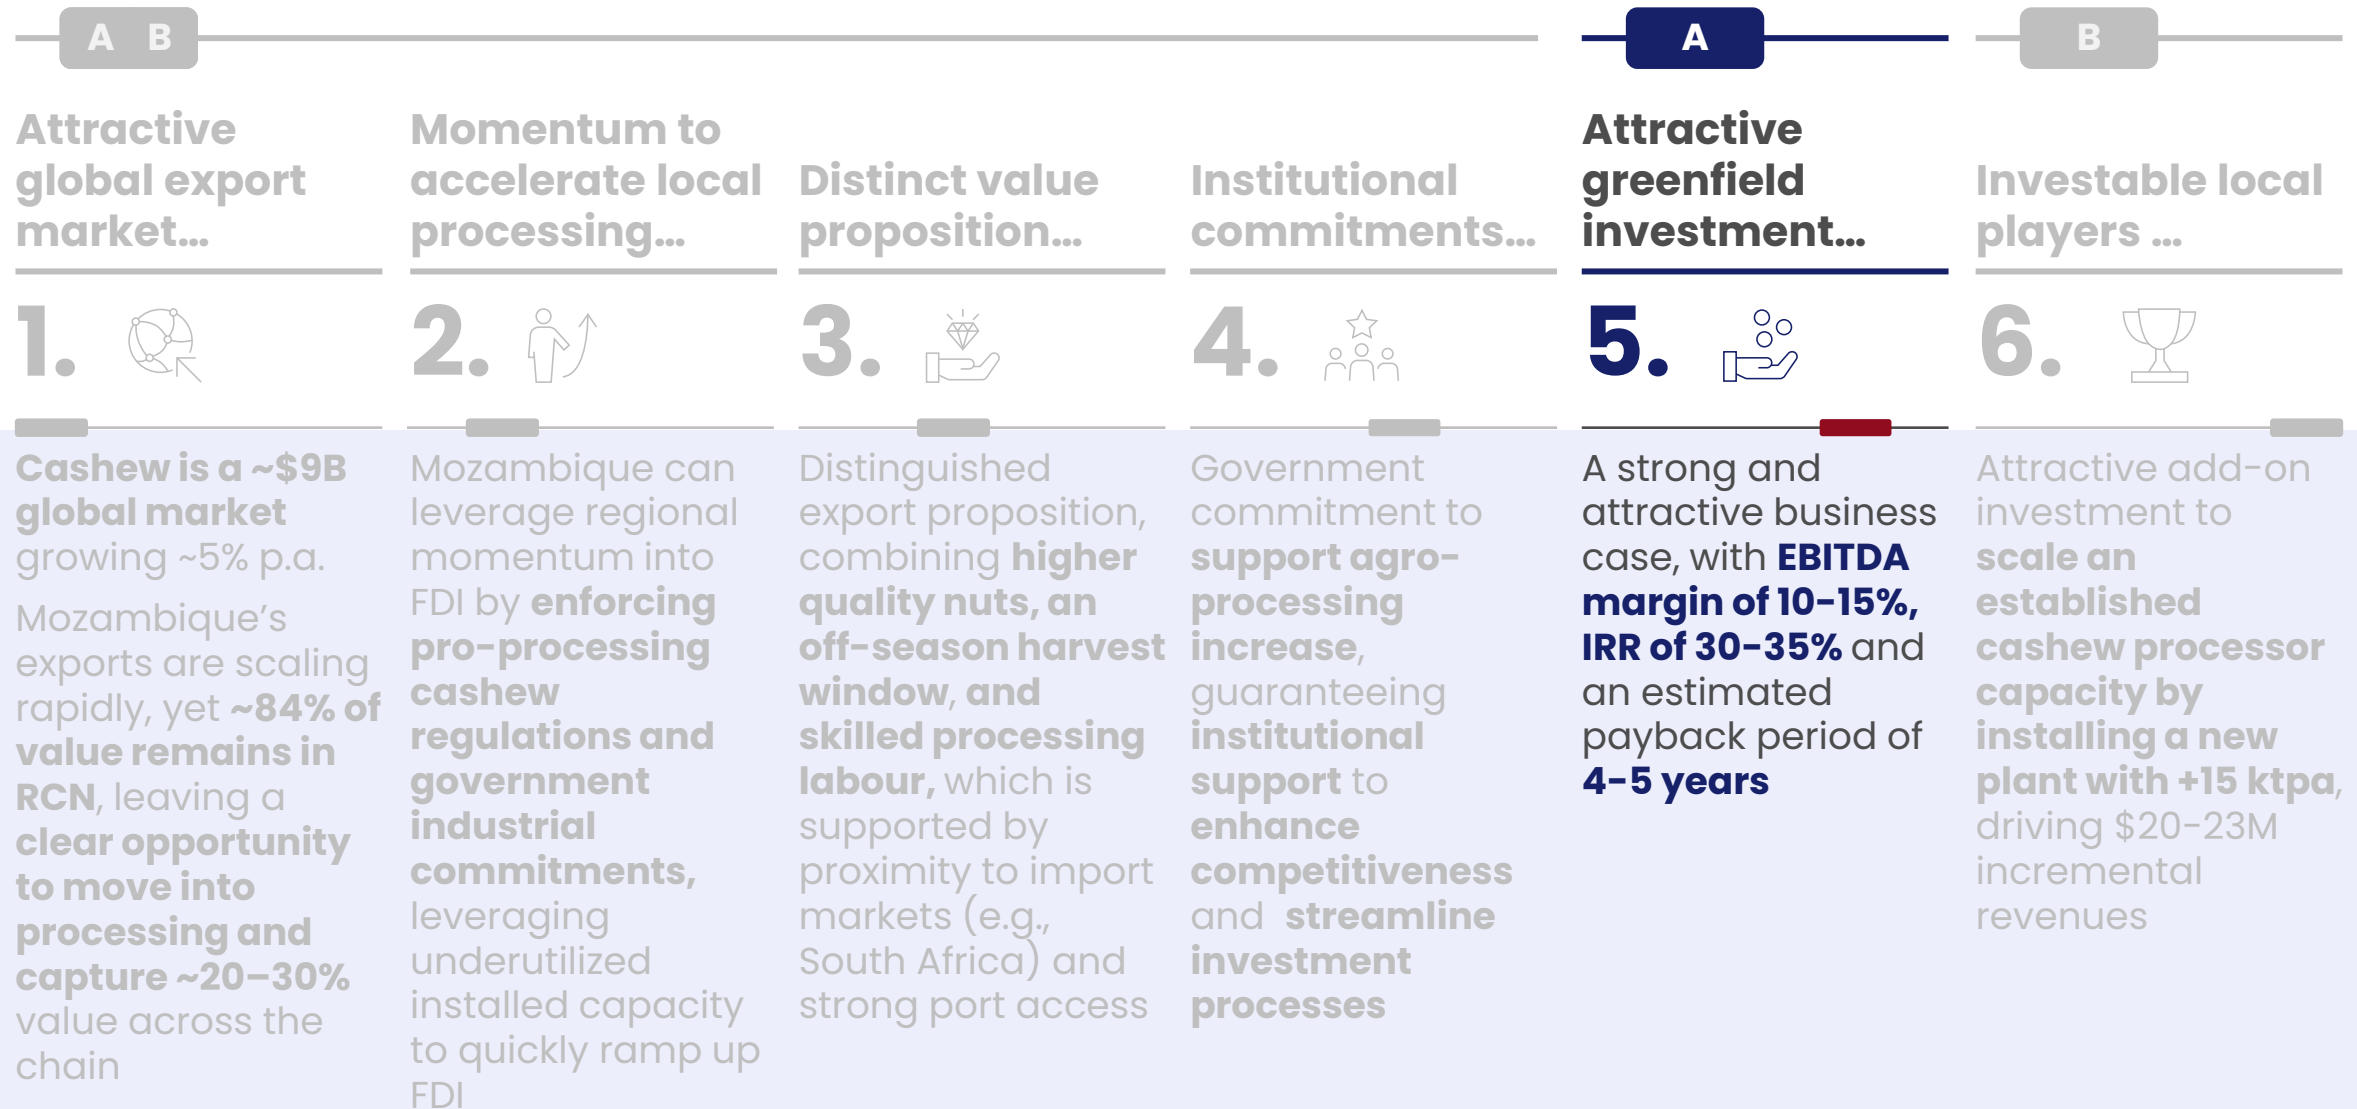 A B
Attractive
global export
market...
1.
Cashew is a ~$9B
global market
growing ~5% p.a.
Mozambique’s
exports are scaling
rapidly, yet ~84% of
value remains in
RCN, leaving a
clear opportunity
to move into
processing and
capture ~20–30%
value across the
chain
Momentum to
accelerate local
processing...
2.
Mozambique can
leverage regional
momentum into
FDI by enforcing
pro-processing
cashew
regulations and
government
industrial
commitments,
leveraging
underutilized
installed capacity
to quickly ramp up
FDI
Distinct value
proposition...
3.
Distinguished
export proposition,
combining higher
quality nuts, an
off-season harvest
window, and
skilled processing
labour, which is
supported by
proximity to import
markets (e.g.,
South Africa) and
strong port access
Institutional
commitments...
4.
Government
commitment to
support agro-
processing
increase,
guaranteeing
institutional
support to
enhance
competitiveness
and streamline
investment
processes
A
Attractive
greenfield
investment...
5.
A strong and
attractive business
case, with EBITDA
margin of 10-15%,
IRR of 30-35% and
an estimated
payback period of
4-5 years
B
Investable local
players ...
6.
Attractive add-on
investment to
scale an
established
cashew processor
capacity by
installing a new
plant with +15 ktpa,
driving $20-23M
incremental
revenues